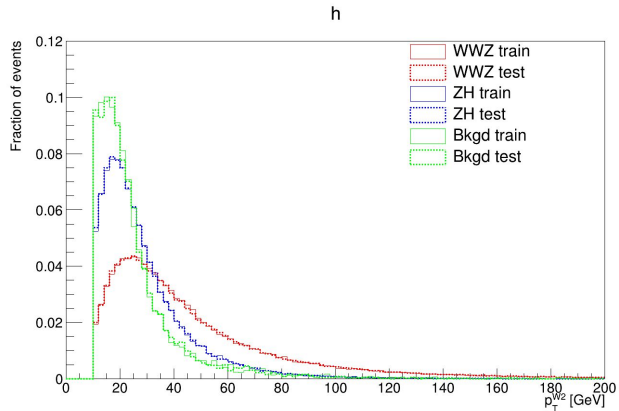 h
Fraction of events
0.12
0.1
0.08
0.06
0.04
0.02
0
WWZ train
WWZ test
ZH train
ZH test
Bkgd train
Bkgd test
0 20 40 60 80 100 120 140 160 180 200
p_T^W2 [GeV]